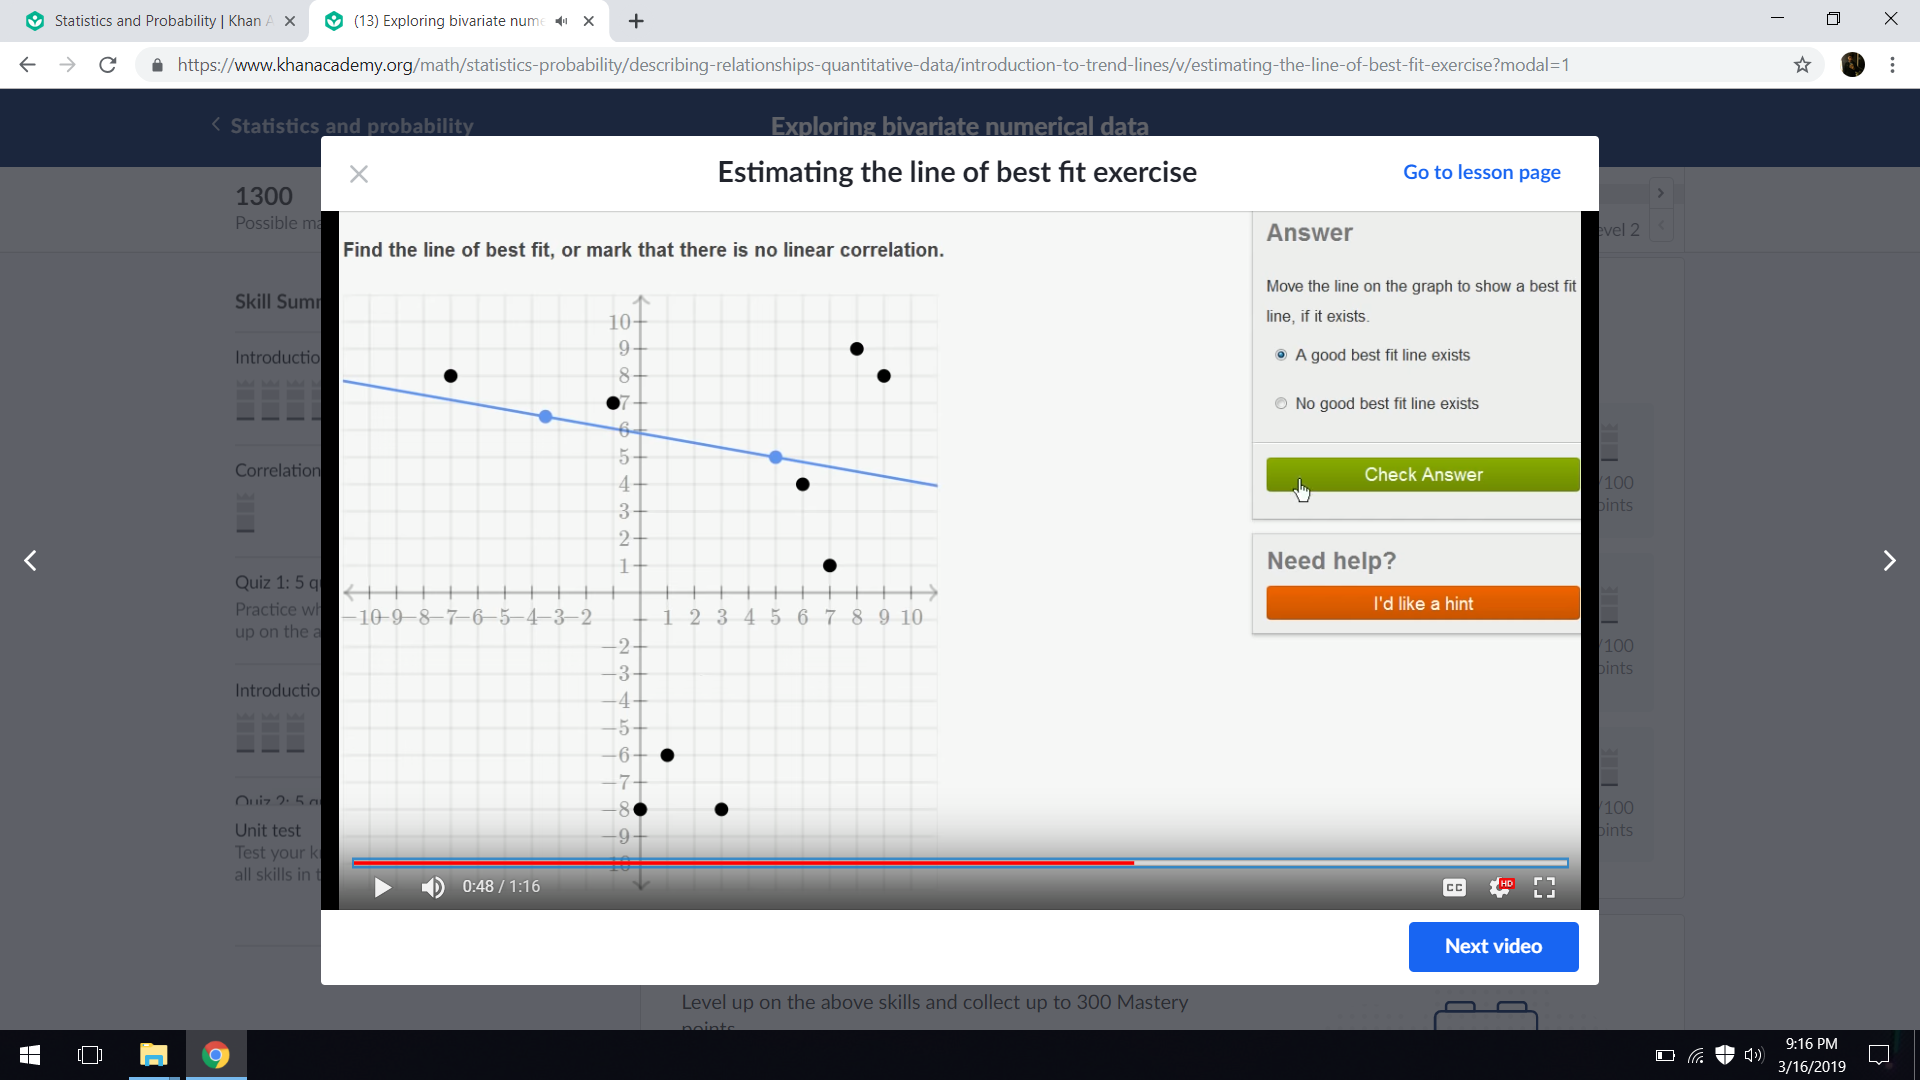 Statistics and Probability | Khan A
(13) Exploring bivariate nume
https://www.khanacademy.org/math/statistics-probability/describing-relationships-quantitative-data/introduction-to-trend-lines/v/estimating-the-line-of-best-fit-exercise?modal=1
Statistics and probability
Exploring bivariate numerical data
Estimating the line of best fit exercise
Go to lesson page
1300
Possible ma
evel 2
Skill Summ
Introductio
Correlation
Quiz 1: 5 q
Practice wh
up on the a
Introductio
Quiz 2: 5 q
Unit test
Test your k
all skills in t
Find the line of best fit, or mark that there is no linear correlation.
10
9
8
7
6
5
4
3
2
1
−10 −9 −8 −7 −6 −5 −4 −3 −2 1 2 3 4 5 6 7 8 9 10
−2
−3
−4
−5
−6
−7
−8
−9
10
Answer
Move the line on the graph to show a best fit
line, if it exists.
A good best fit line exists
No good best fit line exists
Check Answer
Need help?
I'd like a hint
/100
oints
/100
oints
/100
oints
0:48 / 1:16
CC
HD
Next video
Level up on the above skills and collect up to 300 Mastery
points
9:16 PM
3/16/2019